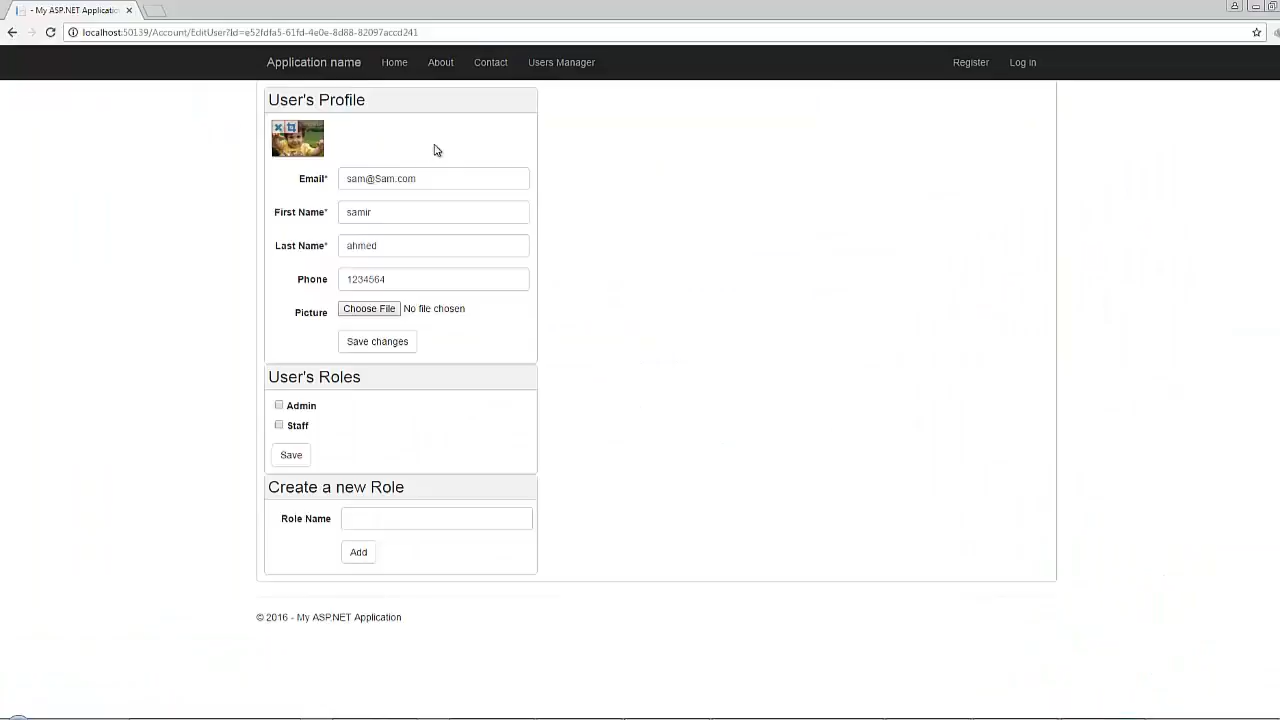 - My ASP.NET Applicatio
localhost:50139/Account/EditUser?Id=e52fdfa5-61fd-4e0e-8d88-82097accd241
Application name Home About Contact Users Manager Register Log in
User's Profile
Email* sam@Sam.com
First Name* samir
Last Name* ahmed
Phone 1234564
Picture Choose File No file chosen
Save changes
User's Roles
Admin
Staff
Save
Create a new Role
Role Name
Add
© 2016 - My ASP.NET Application